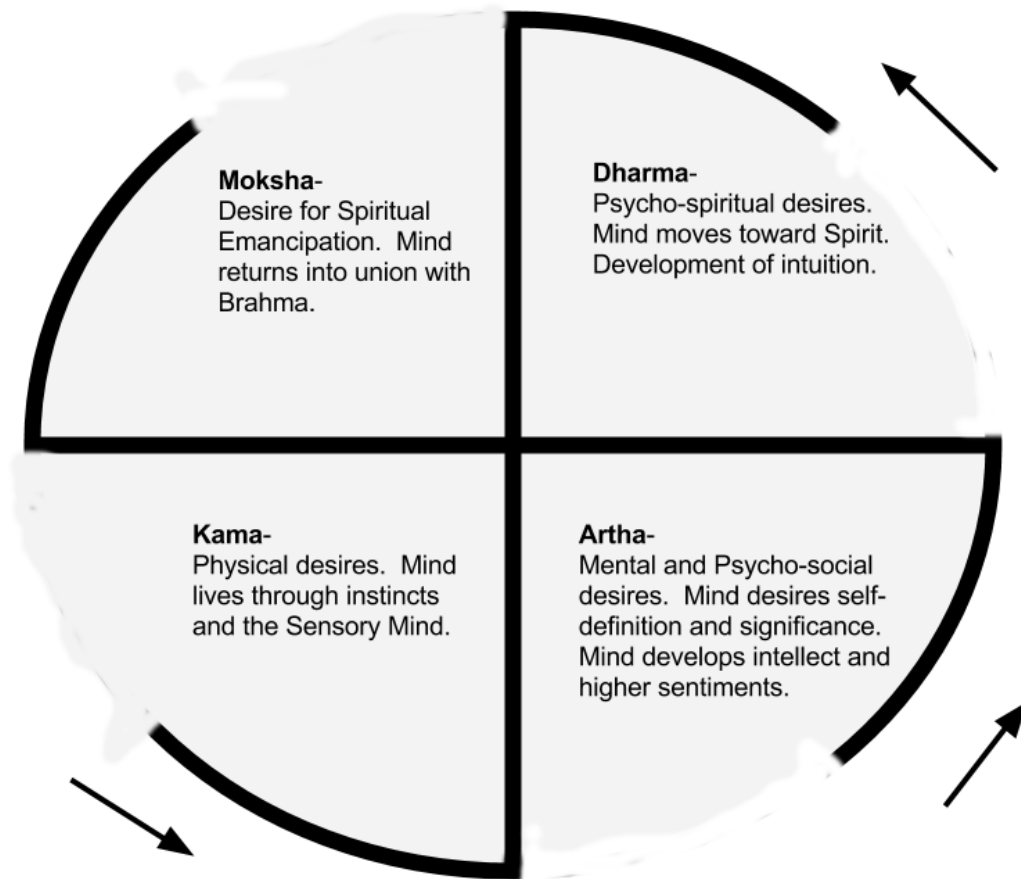 Moksha-
Desire for Spiritual
Emancipation.  Mind
returns into union with
Brahma.
Dharma-
Psycho-spiritual desires.
Mind moves toward Spirit.
Development of intuition.
Kama-
Physical desires.  Mind
lives through instincts
and the Sensory Mind.
Artha-
Mental and Psycho-social
desires.  Mind desires self-
definition and significance.
Mind develops intellect and
higher sentiments.